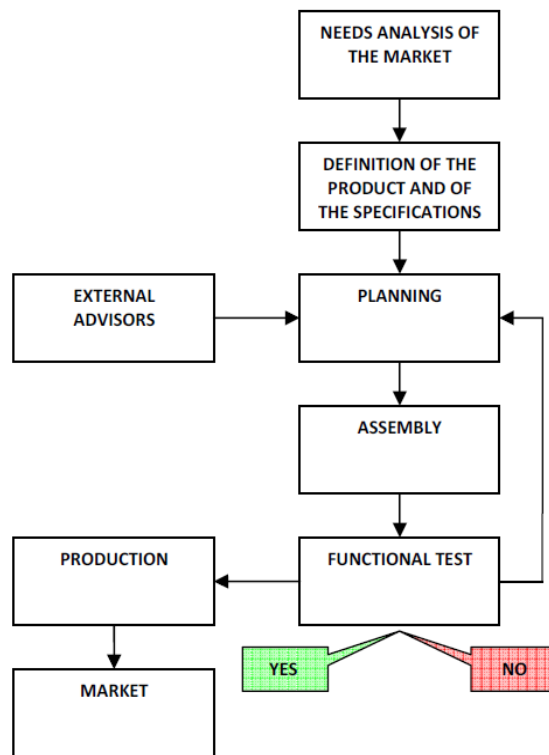 NEEDS ANALYSIS OF
THE MARKET
DEFINITION OF THE
PRODUCT AND OF
THE SPECIFICATIONS
EXTERNAL
ADVISORS
PLANNING
ASSEMBLY
PRODUCTION
FUNCTIONAL TEST
YES
NO
MARKET